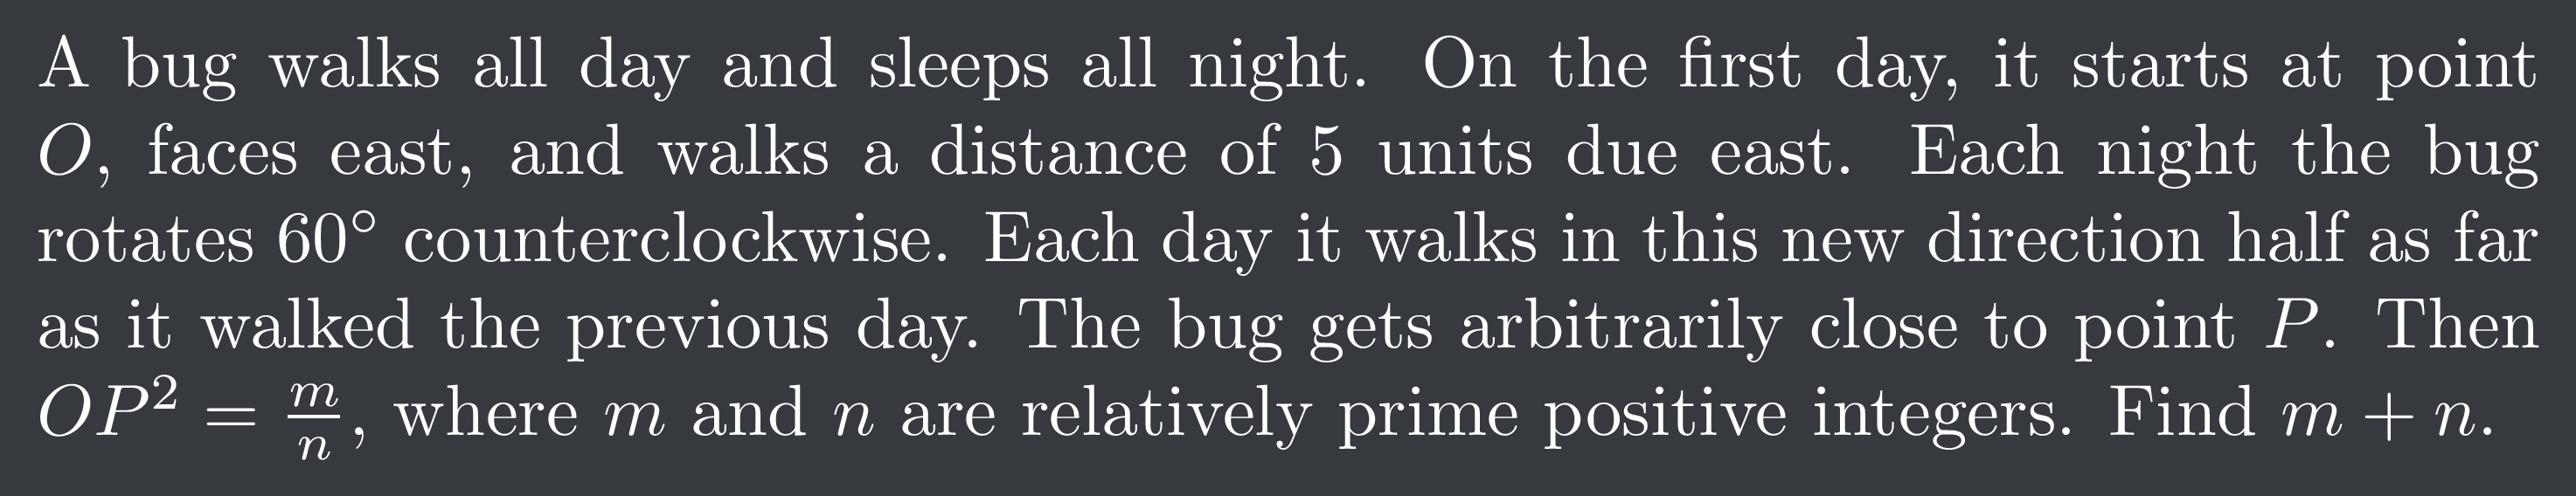 A bug walks all day and sleeps all night. On the first day, it starts at point
O, faces east, and walks a distance of 5 units due east. Each night the bug
rotates 60° counterclockwise. Each day it walks in this new direction half as far
as it walked the previous day. The bug gets arbitrarily close to point P. Then
OP² = m/n, where m and n are relatively prime positive integers. Find m + n.